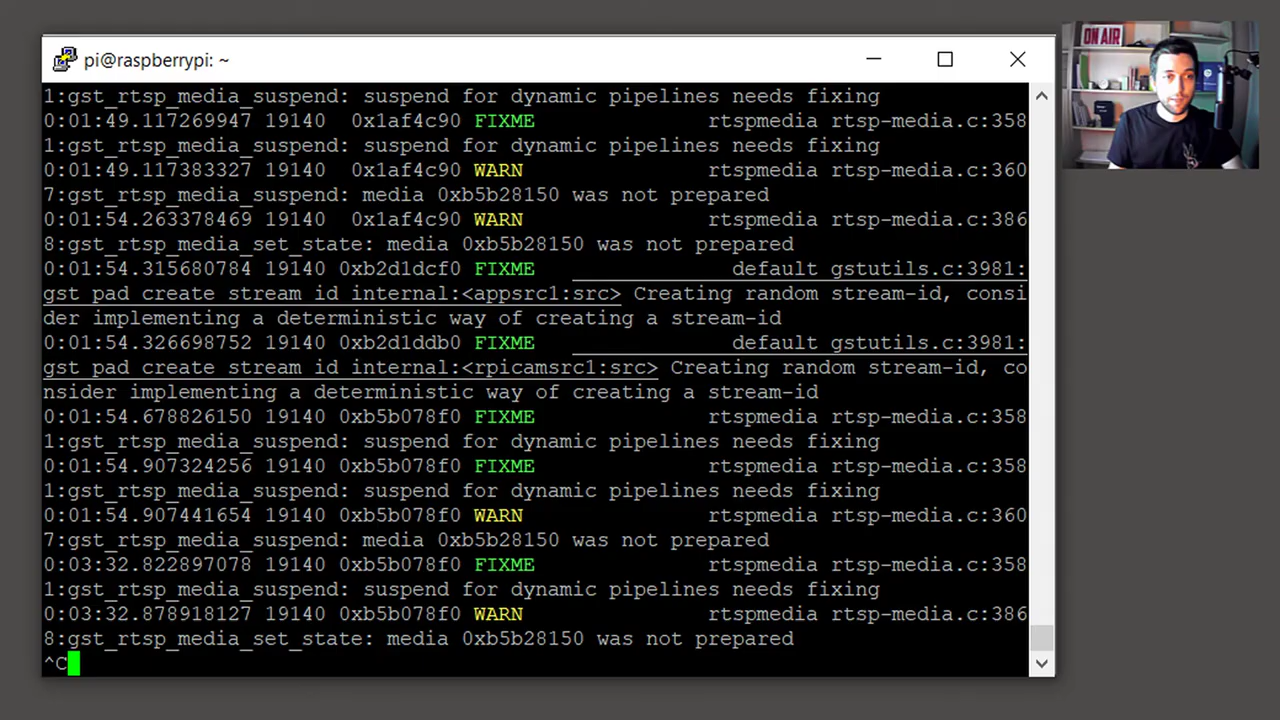 pi@raspberrypi: ~
ON AIR
1:gst_rtsp_media_suspend: suspend for dynamic pipelines needs fixing
0:01:49.117269947 19140 0x1af4c90 FIXME rtspmedia rtsp-media.c:358
1:gst_rtsp_media_suspend: suspend for dynamic pipelines needs fixing
0:01:49.117383327 19140 0x1af4c90 WARN rtspmedia rtsp-media.c:360
7:gst_rtsp_media_suspend: media 0xb5b28150 was not prepared
0:01:54.263378469 19140 0x1af4c90 WARN rtspmedia rtsp-media.c:386
8:gst_rtsp_media_set_state: media 0xb5b28150 was not prepared
0:01:54.315680784 19140 0xb2d1dcf0 FIXME default gstutils.c:3981:
gst_pad_create_stream_id_internal:<appsrc1:src> Creating random stream-id, consi
der implementing a deterministic way of creating a stream-id
0:01:54.326698752 19140 0xb2d1ddb0 FIXME default gstutils.c:3981:
gst_pad_create_stream_id_internal:<rpicamsrc1:src> Creating random stream-id, co
nsider implementing a deterministic way of creating a stream-id
0:01:54.678826150 19140 0xb5b078f0 FIXME rtspmedia rtsp-media.c:358
1:gst_rtsp_media_suspend: suspend for dynamic pipelines needs fixing
0:01:54.907324256 19140 0xb5b078f0 FIXME rtspmedia rtsp-media.c:358
1:gst_rtsp_media_suspend: suspend for dynamic pipelines needs fixing
0:01:54.907441654 19140 0xb5b078f0 WARN rtspmedia rtsp-media.c:360
7:gst_rtsp_media_suspend: media 0xb5b28150 was not prepared
0:03:32.822897078 19140 0xb5b078f0 FIXME rtspmedia rtsp-media.c:358
1:gst_rtsp_media_suspend: suspend for dynamic pipelines needs fixing
0:03:32.878918127 19140 0xb5b078f0 WARN rtspmedia rtsp-media.c:386
8:gst_rtsp_media_set_state: media 0xb5b28150 was not prepared
^C